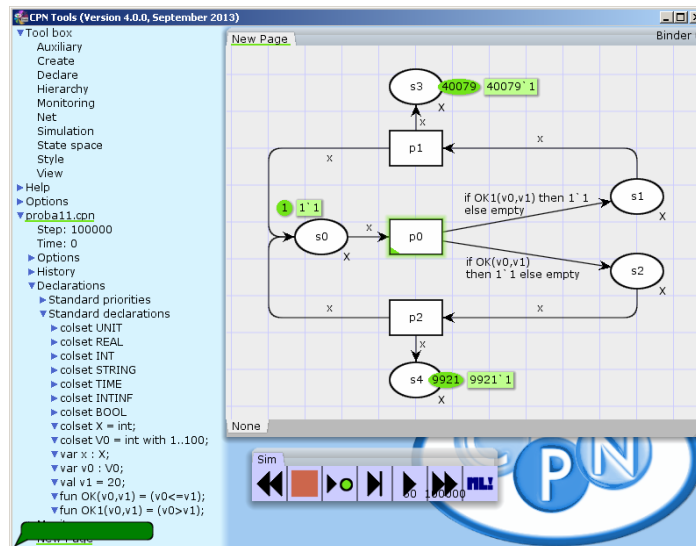 CPN Tools (Version 4.0.0, September 2013)
Tool box
Auxiliary
Create
Declare
Hierarchy
Monitoring
Net
Simulation
State space
Style
View
Help
Options
proba11.cpn
Step: 100000
Time: 0
Options
History
Declarations
Standard priorities
Standard declarations
colset UNIT
colset REAL
colset INT
colset STRING
colset TIME
colset INTINF
colset BOOL
colset X = int;
colset V0 = int with 1..100;
var x : X;
var v0 : V0;
val v1 = 20;
fun OK(v0,v1) = (v0<=v1);
fun OK1(v0,v1) = (v0>v1);
New Page
New Page
Binder
s3
40079
40079`1
X
x
p1
x
x
1
1`1
s0
X
x
p0
if OK1(v0,v1) then 1`1
else empty
s1
X
if OK(v0,v1)
then 1`1 else empty
s2
X
p2
x
x
x
s4
9921
9921`1
X
None
Sim
50
100000
ML!
CPN